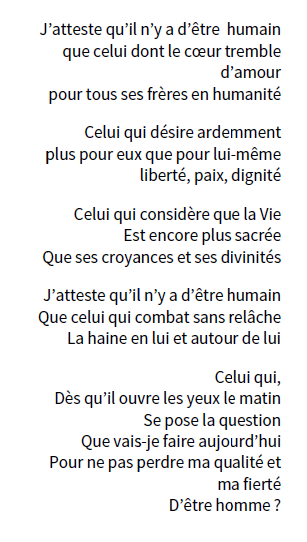 J’atteste qu’il n’y a d’être  humain
que celui dont le cœur tremble
d’amour
pour tous ses frères en humanité
Celui qui désire ardemment
plus pour eux que pour lui-même
liberté, paix, dignité
Celui qui considère que la Vie
Est encore plus sacrée
Que ses croyances et ses divinités
J’atteste qu’il n’y a d’être humain
Que celui qui combat sans relâche
La haine en lui et autour de lui
Celui qui,
Dès qu’il ouvre les yeux le matin
Se pose la question
Que vais-je faire aujourd’hui
Pour ne pas perdre ma qualité et
ma fierté
D’être homme ?